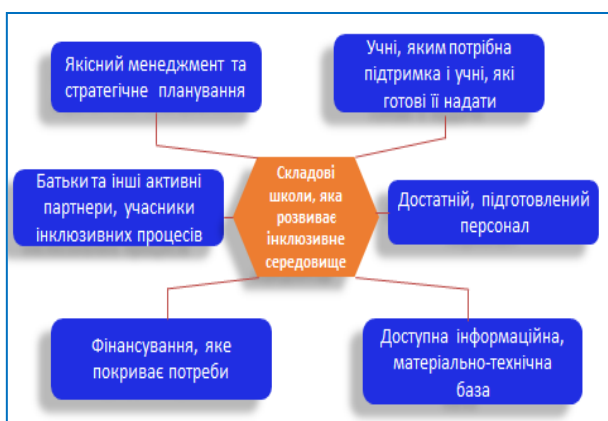 Якісний менеджмент та
стратегічне планування
Учні, яким потрібна
підтримка і учні, які
готові її надати
Батьки та інші активні
партнери, учасники
інклюзивних процесів
Складові
школи, яка
розвиває
інклюзивне
середовище
Достатній, підготовлений
персонал
Фінансування, яке
покриває потреби
Доступна інформаційна,
матеріально-технічна
база